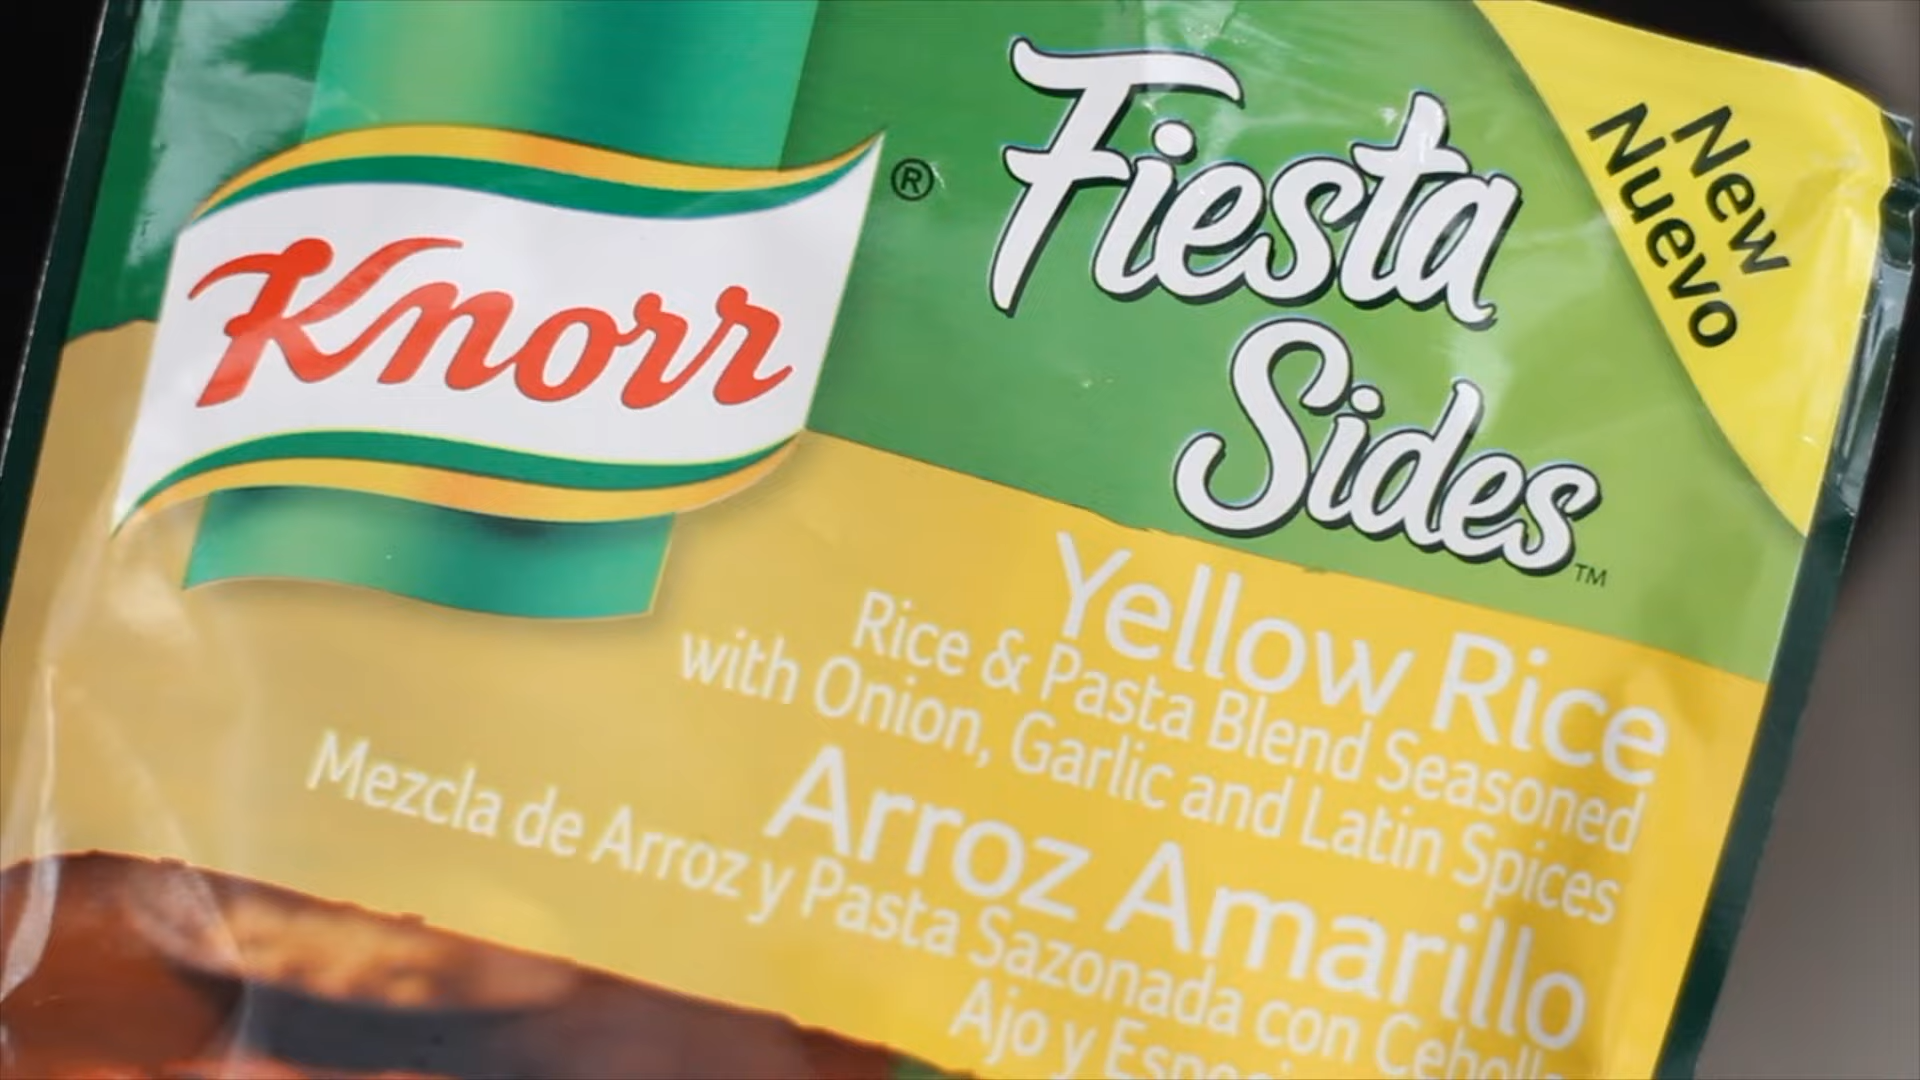 Knorr®
Fiesta
Sides™
New
Nuevo
Yellow Rice
Rice & Pasta Blend Seasoned
with Onion, Garlic and Latin Spices
Arroz Amarillo
Mezcla de Arroz y Pasta Sazonada con
Ajo y